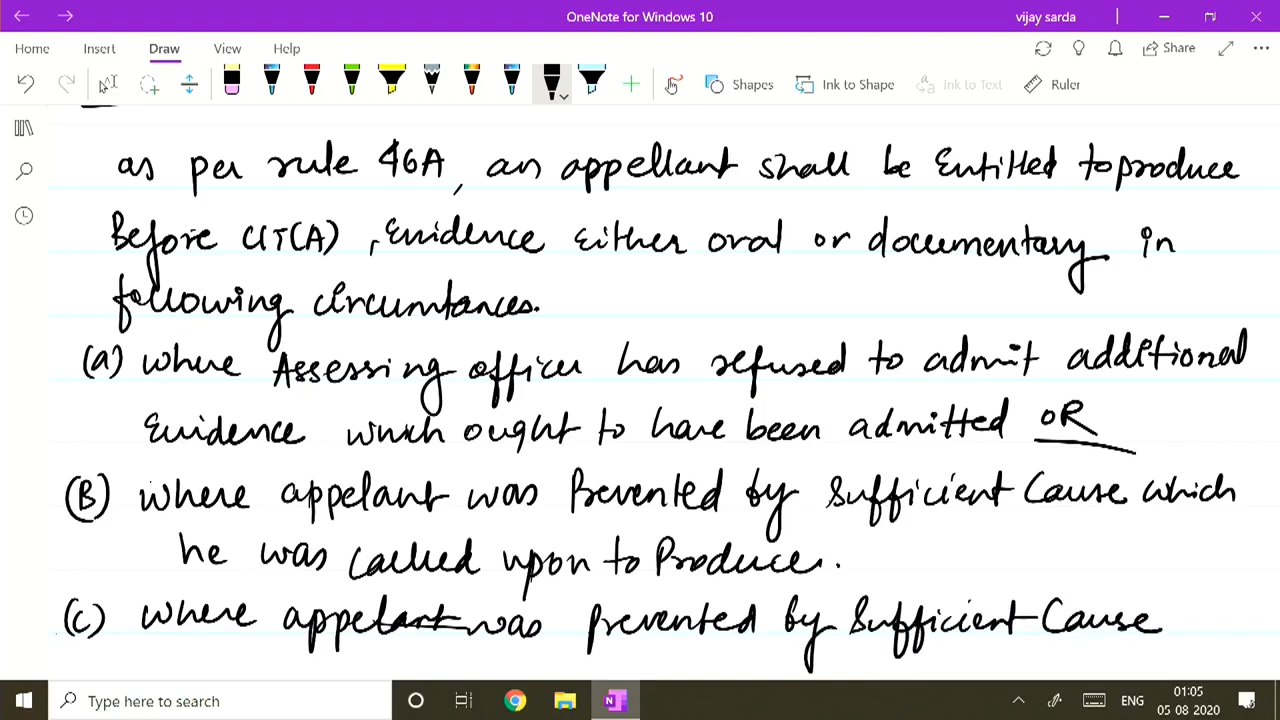 OneNote for Windows 10
vijay sarda
Home Insert Draw View Help
Share
Shapes Ink to Shape Ink to Text Ruler
as per rule 46A, an appellant shall be Entitled to produce
Before CIT(A), Evidence Either oral or documentary in
following circumtances.
(a) where Assessing officer has refused to admit additional
Evidence which ought to have been admitted OR
(B) where appelant was Prevented by Sufficient Cause which
he was called upon to Produce.
(C) where appelant was prevented by Sufficient Cause
Type here to search
ENG
01:05
05-08-2020